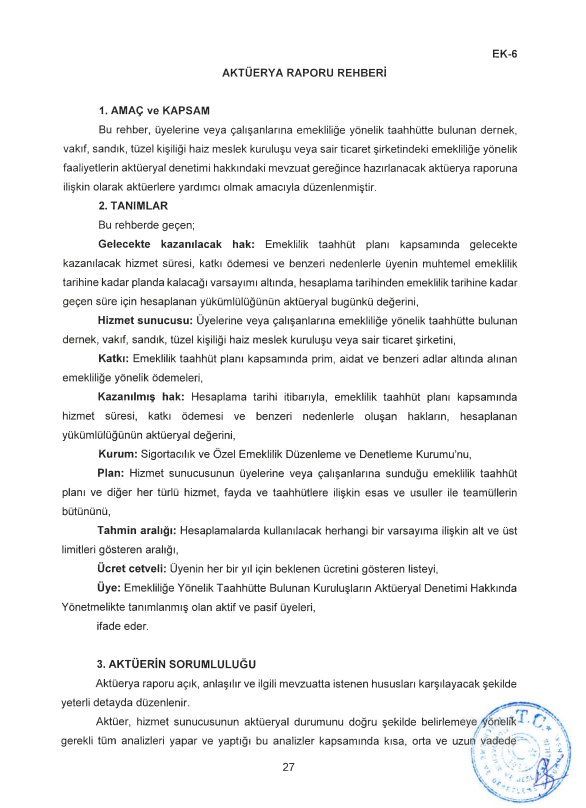 EK-6
AKTÜERYA RAPORU REHBERİ
1. AMAÇ ve KAPSAM
Bu rehber, üyelerine veya çalışanlarına emekliliğe yönelik taahhütte bulunan dernek,
vakıf, sandık, tüzel kişiliği haiz meslek kuruluşu veya sair ticaret şirketindeki emekliliğe yönelik
faaliyetlerin aktüeryal denetimi hakkındaki mevzuat gereğince hazırlanacak aktüerya raporuna
ilişkin olarak aktüerlere yardımcı olmak amacıyla düzenlenmiştir.
2. TANIMLAR
Bu rehberde geçen;
Gelecekte kazanılacak hak: Emeklilik taahhüt planı kapsamında gelecekte
kazanılacak hizmet süresi, katkı ödemesi ve benzeri nedenlerle üyenin muhtemel emeklilik
tarihine kadar planda kalacağı varsayımı altında, hesaplama tarihinden emeklilik tarihine kadar
geçen süre için hesaplanan yükümlülüğünün aktüeryal bugünkü değerini,
Hizmet sunucusu: Üyelerine veya çalışanlarına emekliliğe yönelik taahhütte bulunan
dernek, vakıf, sandık, tüzel kişiliği haiz meslek kuruluşu veya sair ticaret şirketini,
Katkı: Emeklilik taahhüt planı kapsamında prim, aidat ve benzeri adlar altında alınan
emekliliğe yönelik ödemeleri,
Kazanılmış hak: Hesaplama tarihi itibarıyla, emeklilik taahhüt planı kapsamında
hizmet süresi, katkı ödemesi ve benzeri nedenlerle oluşan hakların, hesaplanan
yükümlülüğünün aktüeryal değerini,
Kurum: Sigortacılık ve Özel Emeklilik Düzenleme ve Denetleme Kurumu'nu,
Plan: Hizmet sunucusunun üyelerine veya çalışanlarına sunduğu emeklilik taahhüt
planı ve diğer her türlü hizmet, fayda ve taahhütlere ilişkin esas ve usuller ile teamüllerin
bütününü,
Tahmin aralığı: Hesaplamalarda kullanılacak herhangi bir varsayıma ilişkin alt ve üst
limitleri gösteren aralığı,
Ücret cetveli: Üyenin her bir yıl için beklenen ücretini gösteren listeyi,
Üye: Emekliliğe Yönelik Taahhütte Bulunan Kuruluşların Aktüeryal Denetimi Hakkında
Yönetmelikte tanımlanmış olan aktif ve pasif üyeleri,
ifade eder.
3. AKTÜERİN SORUMLULUĞU
Aktüerya raporu açık, anlaşılır ve ilgili mevzuatta istenen hususları karşılayacak şekilde
yeterli detayda düzenlenir.
Aktüer, hizmet sunucusunun aktüeryal durumunu doğru şekilde belirlemeye yönelik
gerekli tüm analizleri yapar ve yaptığı bu analizler kapsamında kısa, orta ve uzun vadede
27
T.C.